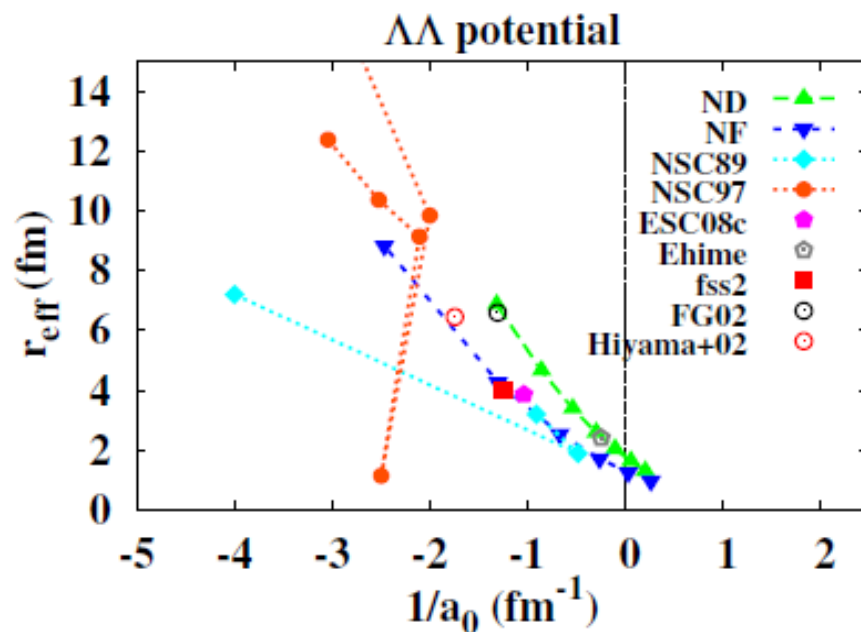 ΛΛ potential
14
12
10
8
6
4
2
0
r_eff (fm)
ND
NF
NSC89
NSC97
ESC08c
Ehime
fss2
FG02
Hiyama+02
-5 -4 -3 -2 -1 0 1 2
1/a₀ (fm⁻¹)